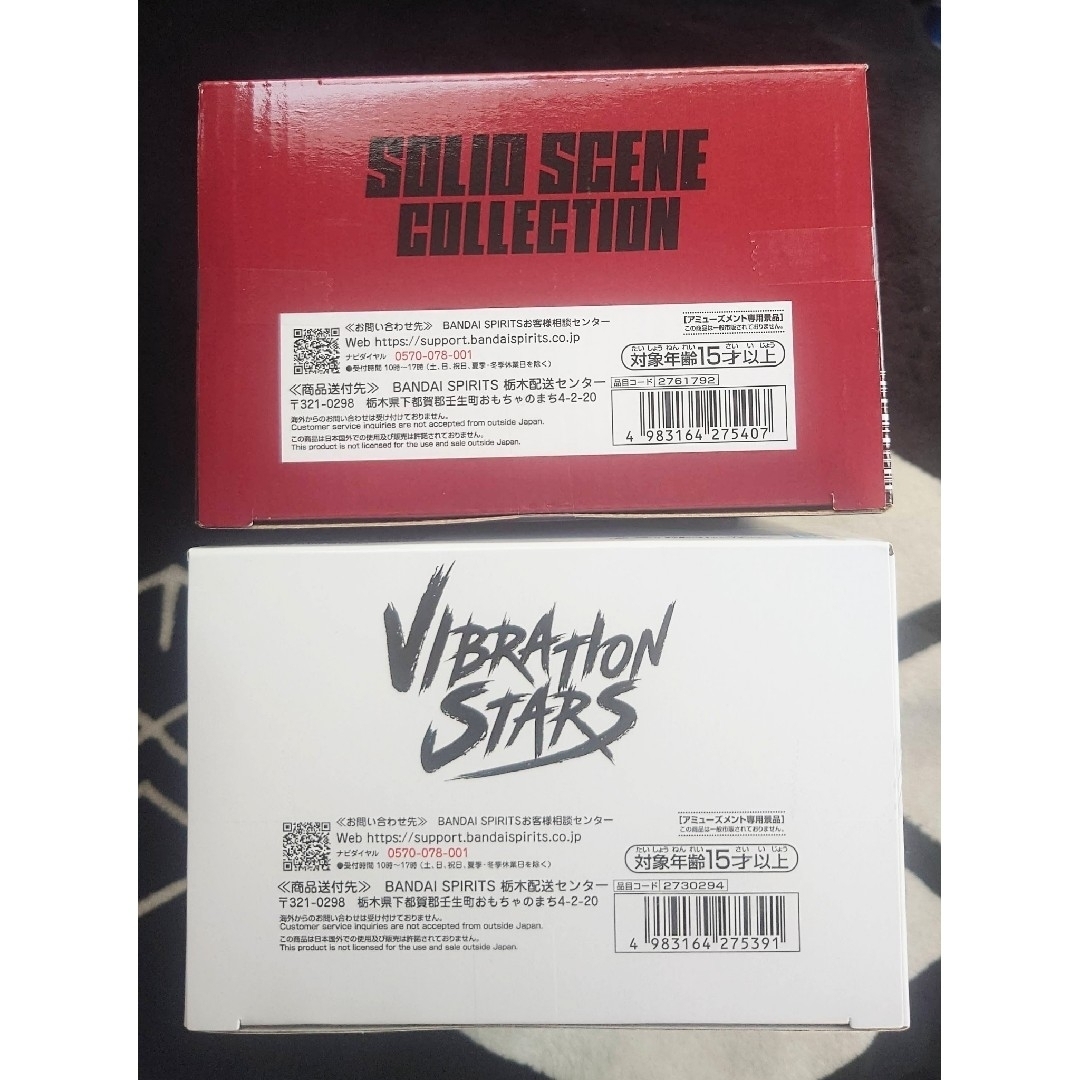 SOLID SCENE
COLLECTION
≪お問い合わせ先≫ BANDAI SPIRITSお客様相談センター
Web https://support.bandaispirits.co.jp
ナビダイヤル 0570-078-001
●受付時間 10時〜17時 (土、日、祝日、夏季・冬季休業日を除く)
≪商品送付先≫ BANDAI SPIRITS 栃木配送センター
〒321-0298 栃木県下都賀郡壬生町おもちゃのまち4-2-20
海外からのお問い合わせは受け付けておりません。
Customer service inquiries are not accepted from outside Japan.
この商品は日本国外での使用及び販売は許諾されておりません。
This product is not licensed for the use and sale outside Japan.
[アミューズメント専用景品]
この商品は一般市販されておりません。
たい しょう ねん れい さい い じょう
対象年齢15才以上
品目コード 2761792
4 983164 275407
VIBRATION
STARS
≪お問い合わせ先≫ BANDAI SPIRITSお客様相談センター
Web https://support.bandaispirits.co.jp
ナビダイヤル 0570-078-001
●受付時間 10時〜17時 (土、日、祝日、夏季・冬季休業日を除く)
≪商品送付先≫ BANDAI SPIRITS 栃木配送センター
〒321-0298 栃木県下都賀郡壬生町おもちゃのまち4-2-20
海外からのお問い合わせは受け付けておりません。
Customer service inquiries are not accepted from outside Japan.
この商品は日本国外での使用及び販売は許諾されておりません。
This product is not licensed for the use and sale outside Japan.
[アミューズメント専用景品]
この商品は一般市販されておりません。
たい しょう ねん れい さい い じょう
対象年齢15才以上
品目コード 2730294
4 983164 275391